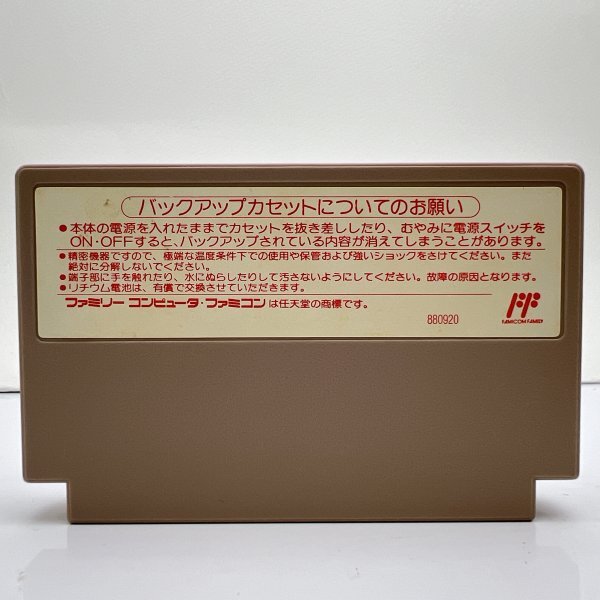 バックアップカセットについてのお願い
●本体の電源を入れたままでカセットを抜き差ししたり、むやみに電源スイッチを
ON・OFFすると、バックアップされている内容が消えてしまうことがあります。
●精密機器ですので、極端な温度条件下での使用や保管および強いショックをさけてください。また
絶対に分解しないでください。
●端子部に手を触れたり、水にぬらしたりして汚さないようにしてください。故障の原因となります。
●リチウム電池は、有償で交換させていただきます。
ファミリー コンピュータ・ファミコン は任天堂の商標です。
880920
FAMICOM FAMILY